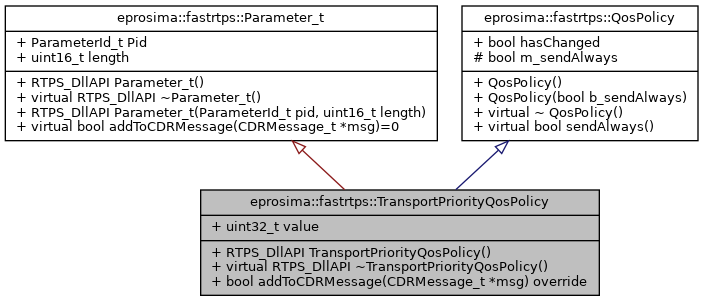 eprosima::fastrtps::Parameter_t
+ ParameterId_t Pid
+ uint16_t length
+ RTPS_DllAPI Parameter_t()
+ virtual RTPS_DllAPI ~Parameter_t()
+ RTPS_DllAPI Parameter_t(ParameterId_t pid, uint16_t length)
+ virtual bool addToCDRMessage(CDRMessage_t *msg)=0
eprosima::fastrtps::QosPolicy
+ bool hasChanged
# bool m_sendAlways
+ QosPolicy()
+ QosPolicy(bool b_sendAlways)
+ virtual ~ QosPolicy()
+ virtual bool sendAlways()
eprosima::fastrtps::TransportPriorityQosPolicy
+ uint32_t value
+ RTPS_DllAPI TransportPriorityQosPolicy()
+ virtual RTPS_DllAPI ~TransportPriorityQosPolicy()
+ bool addToCDRMessage(CDRMessage_t *msg) override